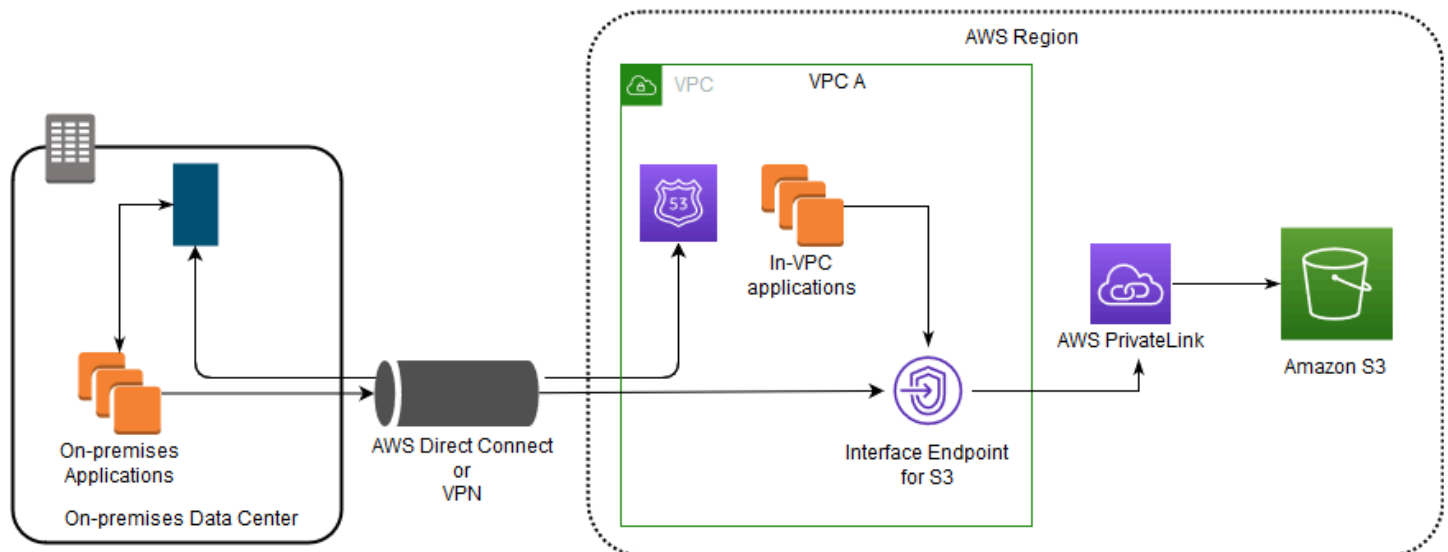 AWS Region
VPC
VPC A
53
In-VPC
applications
AWS PrivateLink
Amazon S3
On-premises
Applications
On-premises Data Center
AWS Direct Connect
or
VPN
Interface Endpoint
for S3